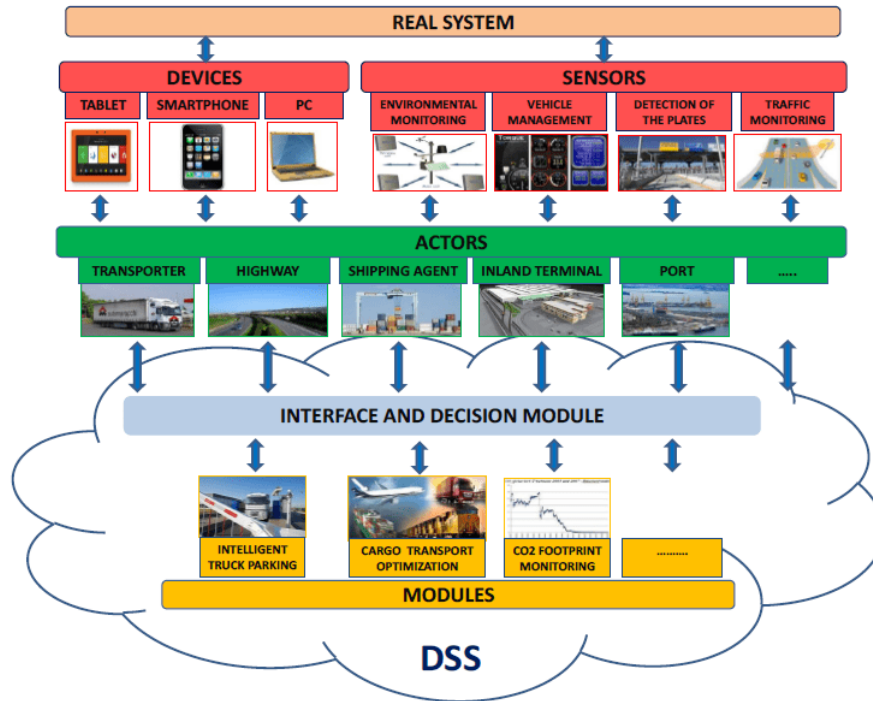 REAL SYSTEM
DEVICES
SENSORS
TABLET
SMARTPHONE
PC
ENVIRONMENTAL
MONITORING
VEHICLE
MANAGEMENT
DETECTION OF
THE PLATES
TRAFFIC
MONITORING
ACTORS
TRANSPORTER
HIGHWAY
SHIPPING AGENT
INLAND TERMINAL
PORT
.....
INTERFACE AND DECISION MODULE
INTELLIGENT
TRUCK PARKING
CARGO TRANSPORT
OPTIMIZATION
CO2 FOOTPRINT
MONITORING
..........
MODULES
DSS